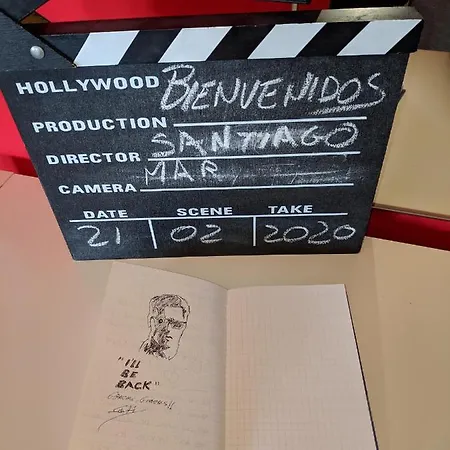 HOLLYWOOD BIENVENIDOS
PRODUCTION
SANTIAGO
DIRECTOR
MAR
CAMERA
DATE SCENE TAKE
21 02 2020
"I'LL
BE
BACK"